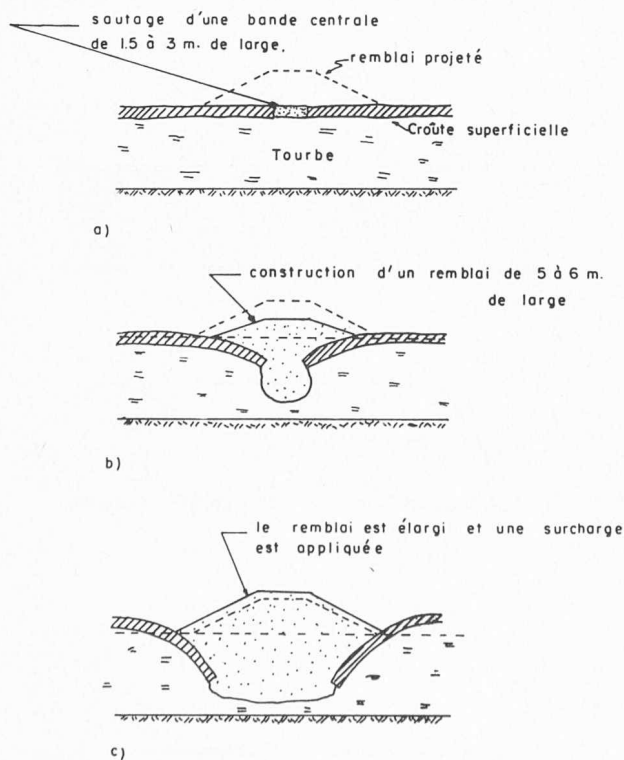 sautage d'une bande centrale
de 1.5 à 3 m. de large.
remblai projeté
Croûte superficielle
Tourbe
a)
construction d'un remblai de 5 à 6 m.
de large
b)
le remblai est élargi et une surcharge
est appliquée
c)